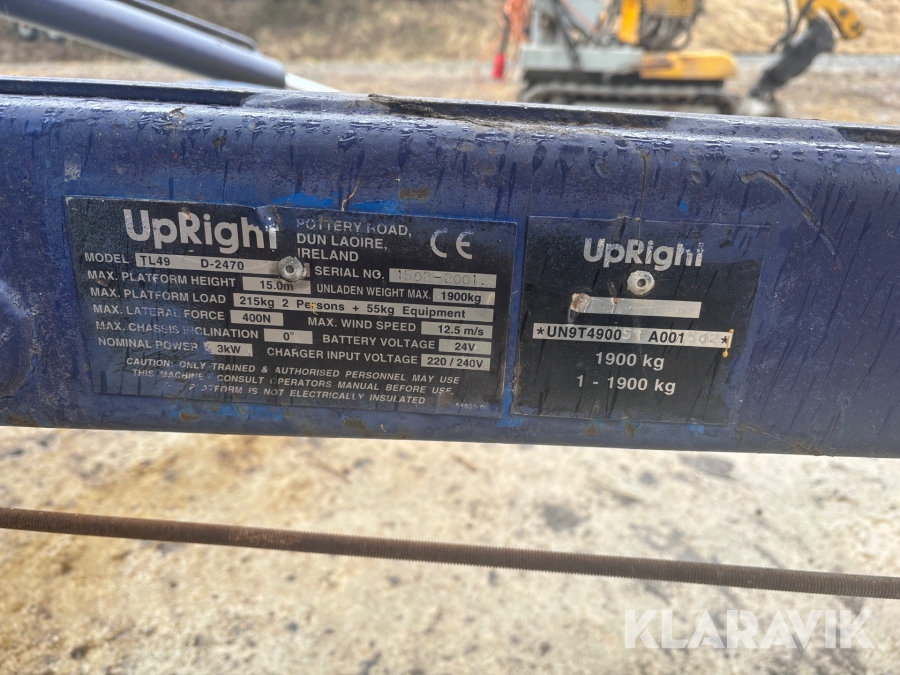 UpRight
POTTERY ROAD,
DUN LAOIRE,
IRELAND
CE
MODEL TL49 D-2470
SERIAL NO.
MAX. PLATFORM HEIGHT 15.0m
UNLADEN WEIGHT MAX. 1900kg
MAX. PLATFORM LOAD 215kg 2 Persons + 55kg Equipment
MAX. LATERAL FORCE 400N
MAX. WIND SPEED 12.5 m/s
MAX. CHASSIS INCLINATION 0°
BATTERY VOLTAGE 24V
NOMINAL POWER 3kW
CHARGER INPUT VOLTAGE 220 / 240V
CAUTION: ONLY TRAINED & AUTHORISED PERSONNEL MAY USE
THIS MACHINE. CONSULT OPERATORS MANUAL BEFORE USE.
PLATFORM IS NOT ELECTRICALLY INSULATED
UpRight
1900 kg
1 - 1900 kg
KLARAVIK